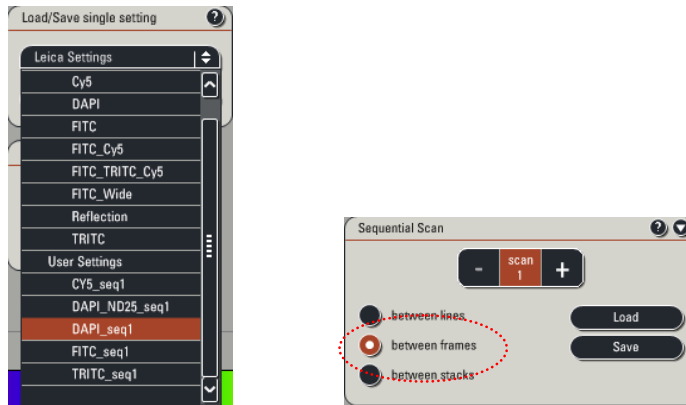 Load/Save single setting ?
Leica Settings
Cy5
DAPI
FITC
FITC_Cy5
FITC_TRITC_Cy5
FITC_Wide
Reflection
TRITC
User Settings
CY5_seq1
DAPI_ND25_seq1
DAPI_seq1
FITC_seq1
TRITC_seq1
Sequential Scan ?
- scan +
1
between lines
Load
between frames
Save
between stacks